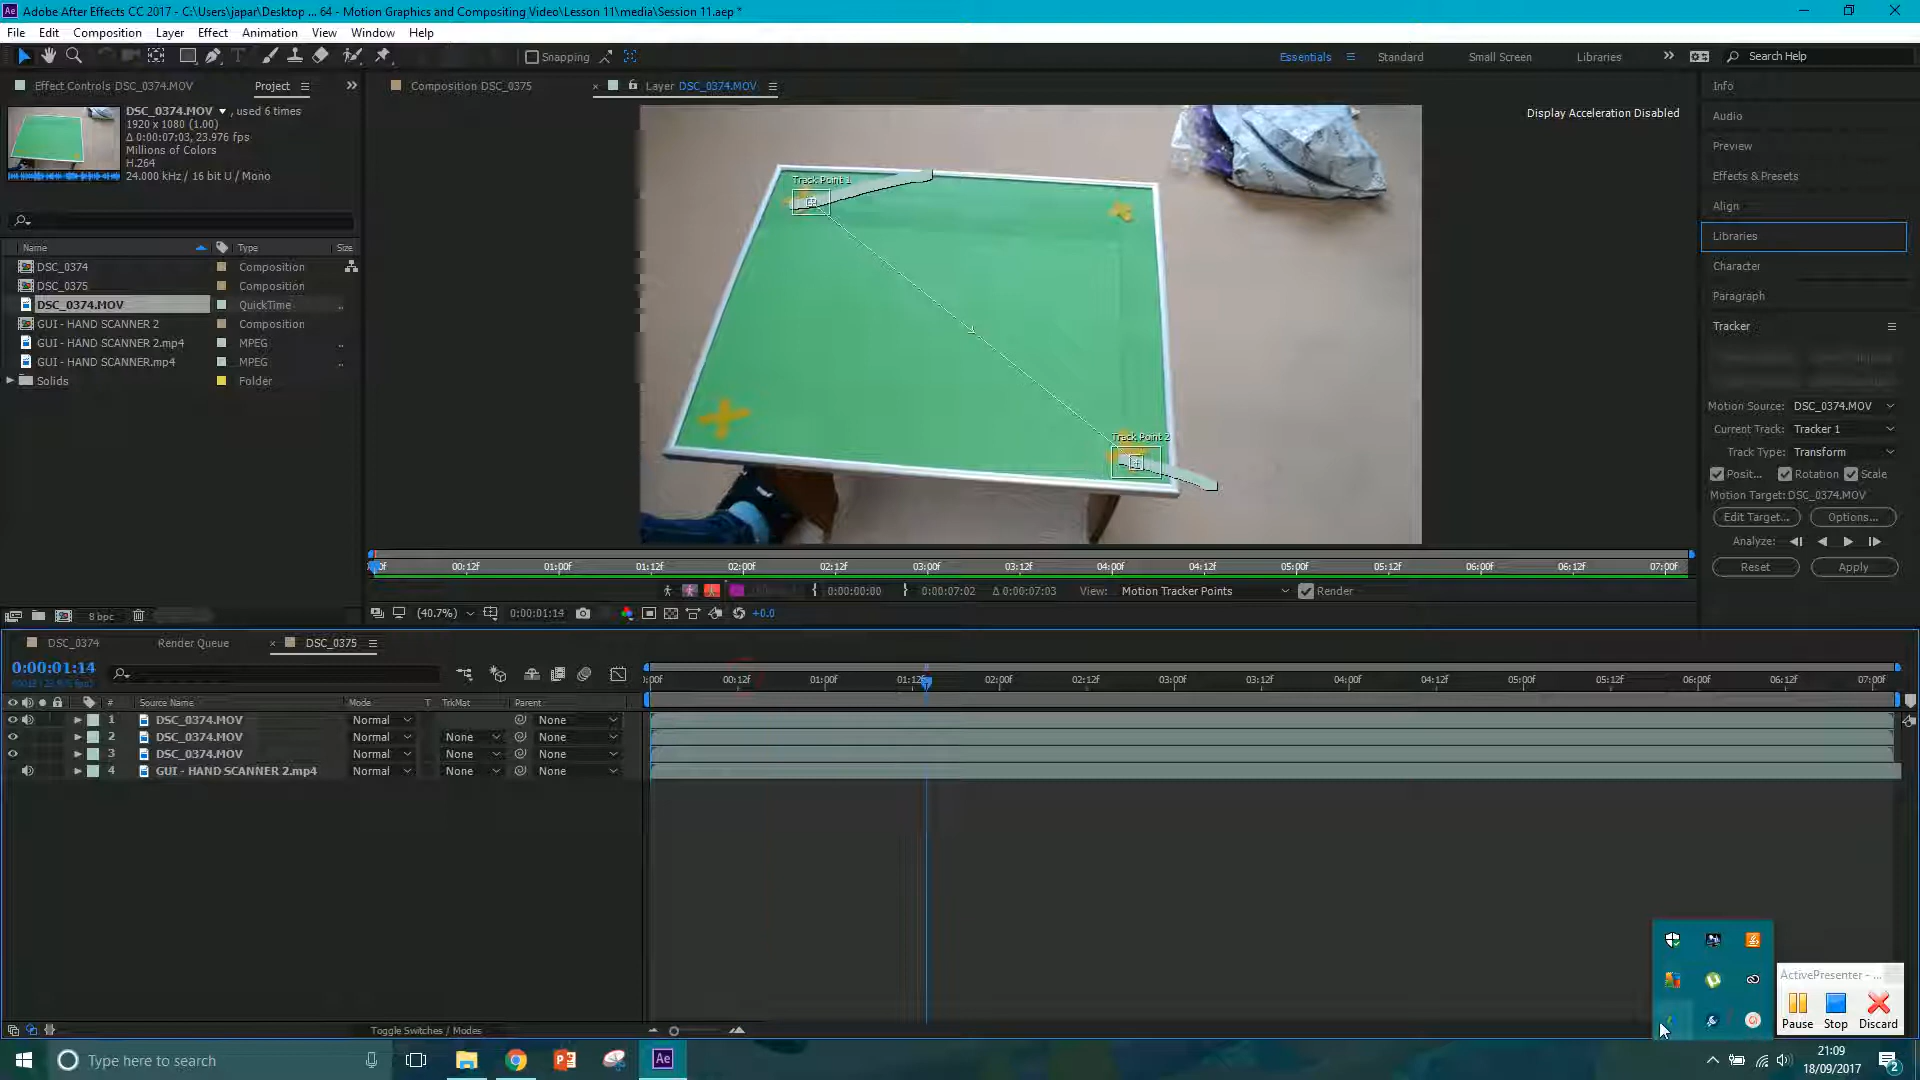 Adobe After Effects CC 2017 - C:\Users\japar\Desktop ... 64 - Motion Graphics and Compositing Video\Lesson 11\media\Session 11.aep *
File Edit Composition Layer Effect Animation View Window Help
Snapping
Essentials Standard Small Screen Libraries
Search Help
Effect Controls DSC_0374.MOV Project
Composition DSC_0375
Layer DSC_0374.MOV
DSC_0374.MOV , used 6 times
1920 x 1080 (1.00)
Δ 0:00:07:03, 23.976 fps
Millions of Colors
H.264
24.000 kHz / 16 bit U / Mono
Display Acceleration Disabled
Name Type Size
DSC_0374 Composition
DSC_0375 Composition
DSC_0374.MOV QuickTime ..
GUI - HAND SCANNER 2 Composition
GUI - HAND SCANNER 2.mp4 MPEG ..
GUI - HAND SCANNER.mp4 MPEG ..
Solids Folder
8 bpc
Track Point 1
Track Point 2
00:12f 01:00f 01:12f 02:00f 02:12f 03:00f 03:12f 04:00f 04:12f 05:00f 05:12f 06:00f 06:12f 07:00f
0:00:00:00 0:00:07:02 Δ 0:00:07:03 View: Motion Tracker Points Render
(40.7%) 0:00:01:14 +0.0
Info
Audio
Preview
Effects & Presets
Align
Libraries
Character
Paragraph
Tracker
Motion Source: DSC_0374.MOV
Current Track: Tracker 1
Track Type: Transform
Posit... Rotation Scale
Motion Target: DSC_0374.MOV
Edit Target... Options...
Analyze:
Reset Apply
DSC_0374 Render Queue DSC_0375
0:00:01:14
:00f 00:12f 01:00f 01:12f 02:00f 02:12f 03:00f 03:12f 04:00f 04:12f 05:00f 05:12f 06:00f 06:12f 07:00f
# Source Name Mode T TrkMat Parent
1 DSC_0374.MOV Normal None
2 DSC_0374.MOV Normal None None
3 DSC_0374.MOV Normal None None
4 GUI - HAND SCANNER 2.mp4 Normal None None
Toggle Switches / Modes
ActivePresenter - ...
Pause Stop Discard
Type here to search
21:09
18/09/2017
2